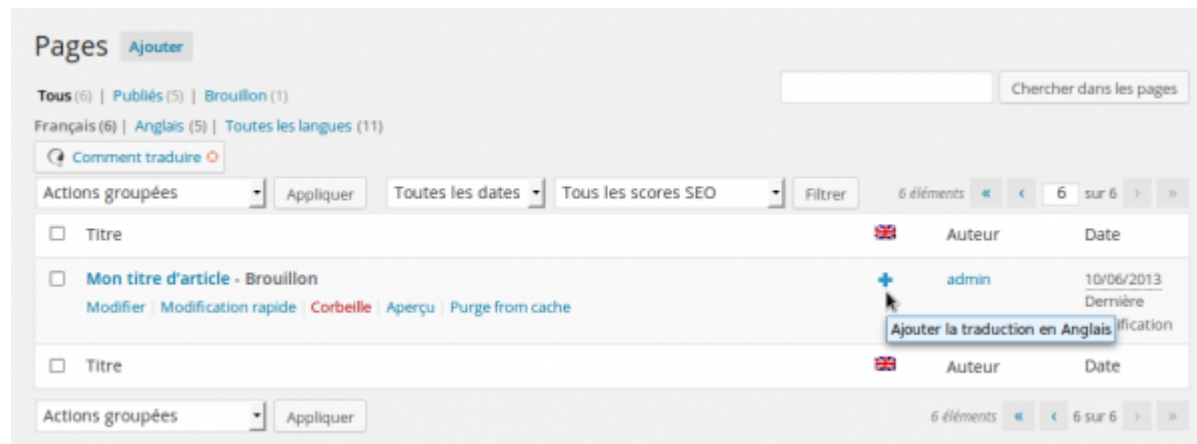 Pages Ajouter
Tous (6) | Publiés (5) | Brouillon (1)
Chercher dans les pages
Français (6) | Anglais (5) | Toutes les langues (11)
Comment traduire
Actions groupées Appliquer Toutes les dates Tous les scores SEO Filtrer 6 éléments « ‹ 6 sur 6 › »
Titre Auteur Date
Mon titre d'article - Brouillon + admin 10/06/2013
Modifier | Modification rapide | Corbeille | Aperçu | Purge from cache Dernière
Ajouter la traduction en Anglais ification
Titre Auteur Date
Actions groupées Appliquer 6 éléments « ‹ 6 sur 6 › »